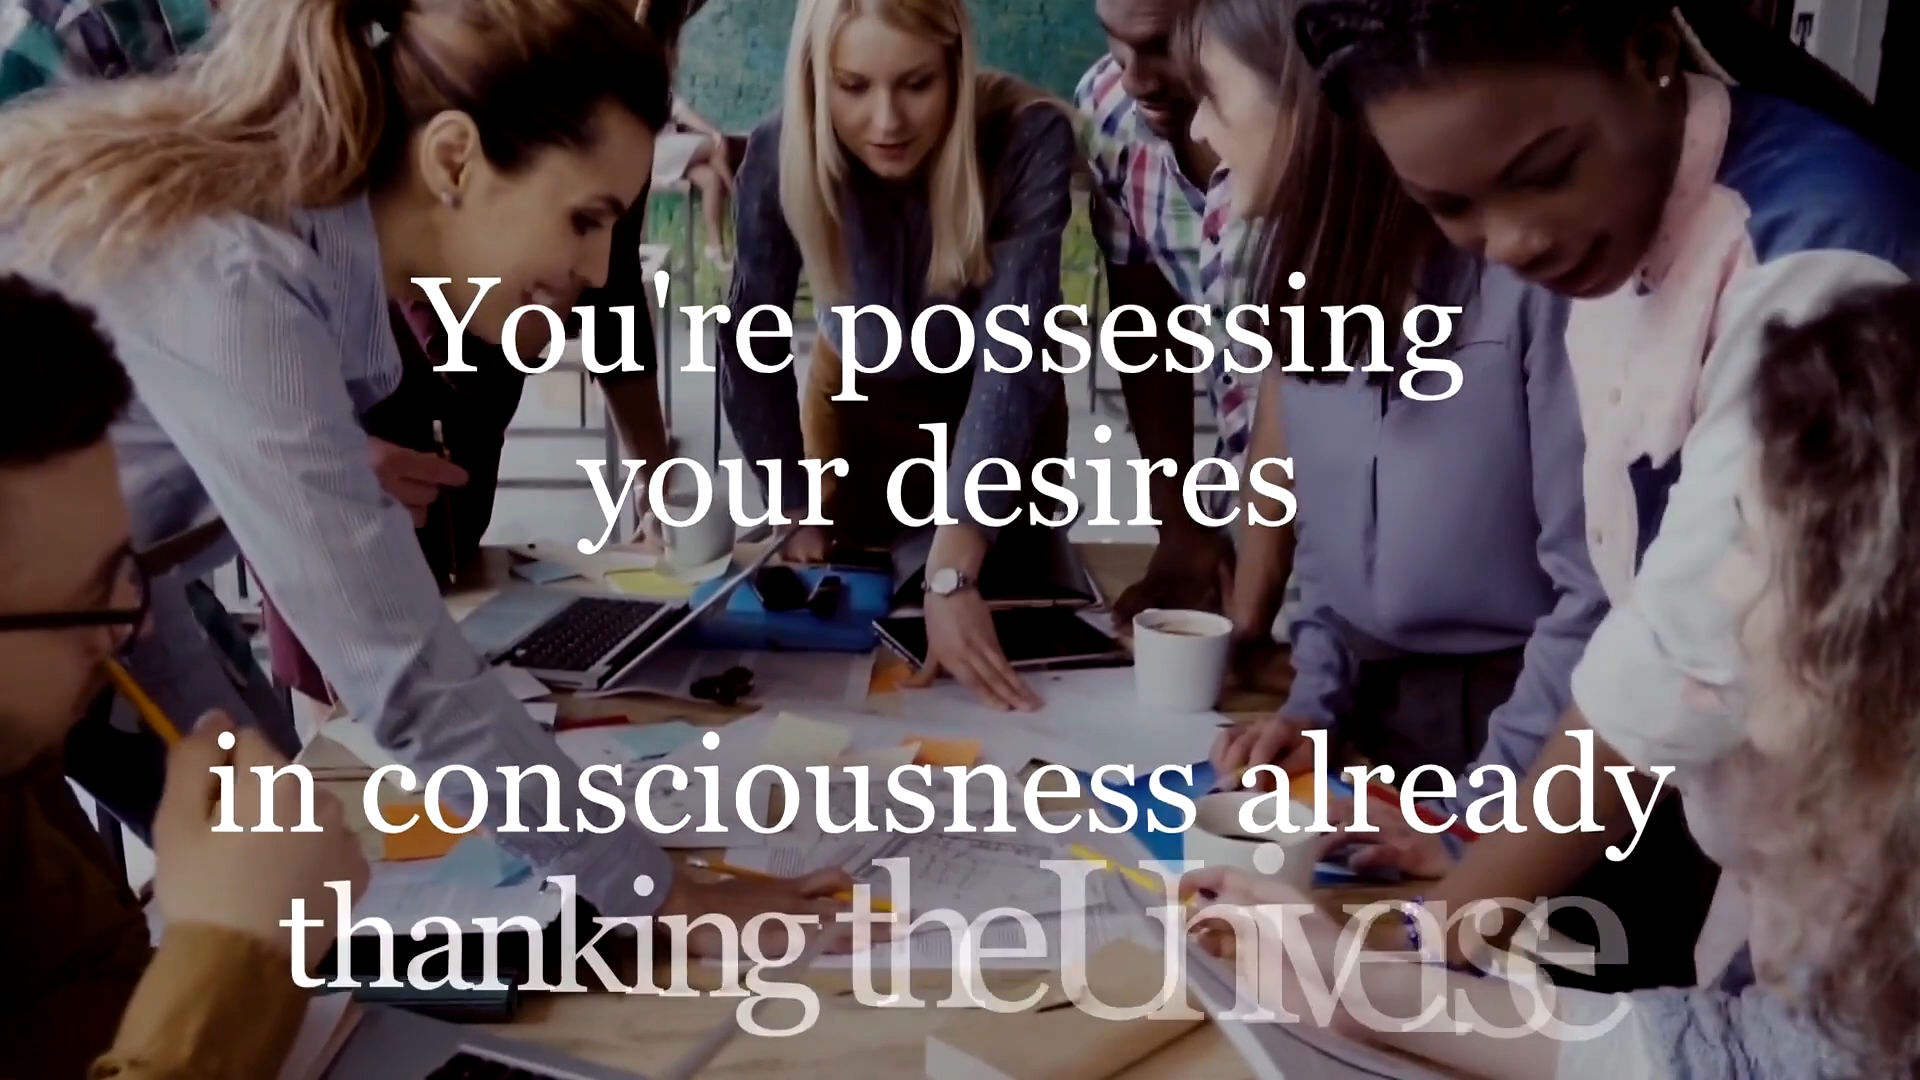 You're possessing
your desires
in consciousness already
thanking the Universe